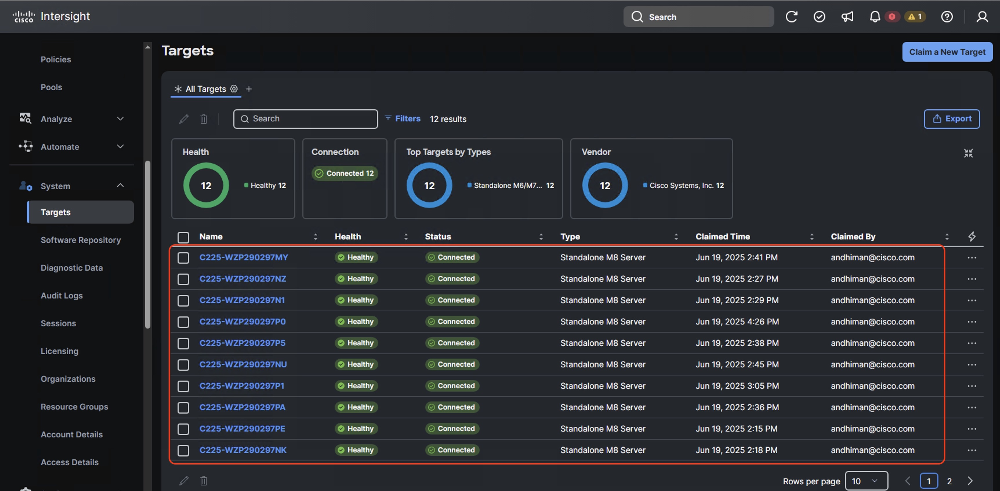 CISCO Intersight
Search
1
Policies
Pools
Analyze
Automate
System
Targets
Software Repository
Diagnostic Data
Audit Logs
Sessions
Licensing
Organizations
Resource Groups
Account Details
Access Details
Targets
Claim a New Target
All Targets
Search Filters 12 results
Export
Health
12
Healthy 12
Connection
Connected 12
Top Targets by Types
12
Standalone M6/M7... 12
Vendor
12
Cisco Systems, Inc. 12
Name Health Status Type Claimed Time Claimed By
C225-WZP290297MY Healthy Connected Standalone M8 Server Jun 19, 2025 2:41 PM andhiman@cisco.com
C225-WZP290297NZ Healthy Connected Standalone M8 Server Jun 19, 2025 2:27 PM andhiman@cisco.com
C225-WZP290297N1 Healthy Connected Standalone M8 Server Jun 19, 2025 2:29 PM andhiman@cisco.com
C225-WZP290297P0 Healthy Connected Standalone M8 Server Jun 19, 2025 4:26 PM andhiman@cisco.com
C225-WZP290297P5 Healthy Connected Standalone M8 Server Jun 19, 2025 2:38 PM andhiman@cisco.com
C225-WZP290297NU Healthy Connected Standalone M8 Server Jun 19, 2025 2:45 PM andhiman@cisco.com
C225-WZP290297P1 Healthy Connected Standalone M8 Server Jun 19, 2025 3:05 PM andhiman@cisco.com
C225-WZP290297PA Healthy Connected Standalone M8 Server Jun 19, 2025 2:36 PM andhiman@cisco.com
C225-WZP290297PE Healthy Connected Standalone M8 Server Jun 19, 2025 2:15 PM andhiman@cisco.com
C225-WZP290297NK Healthy Connected Standalone M8 Server Jun 19, 2025 2:18 PM andhiman@cisco.com
Rows per page 10 1 2